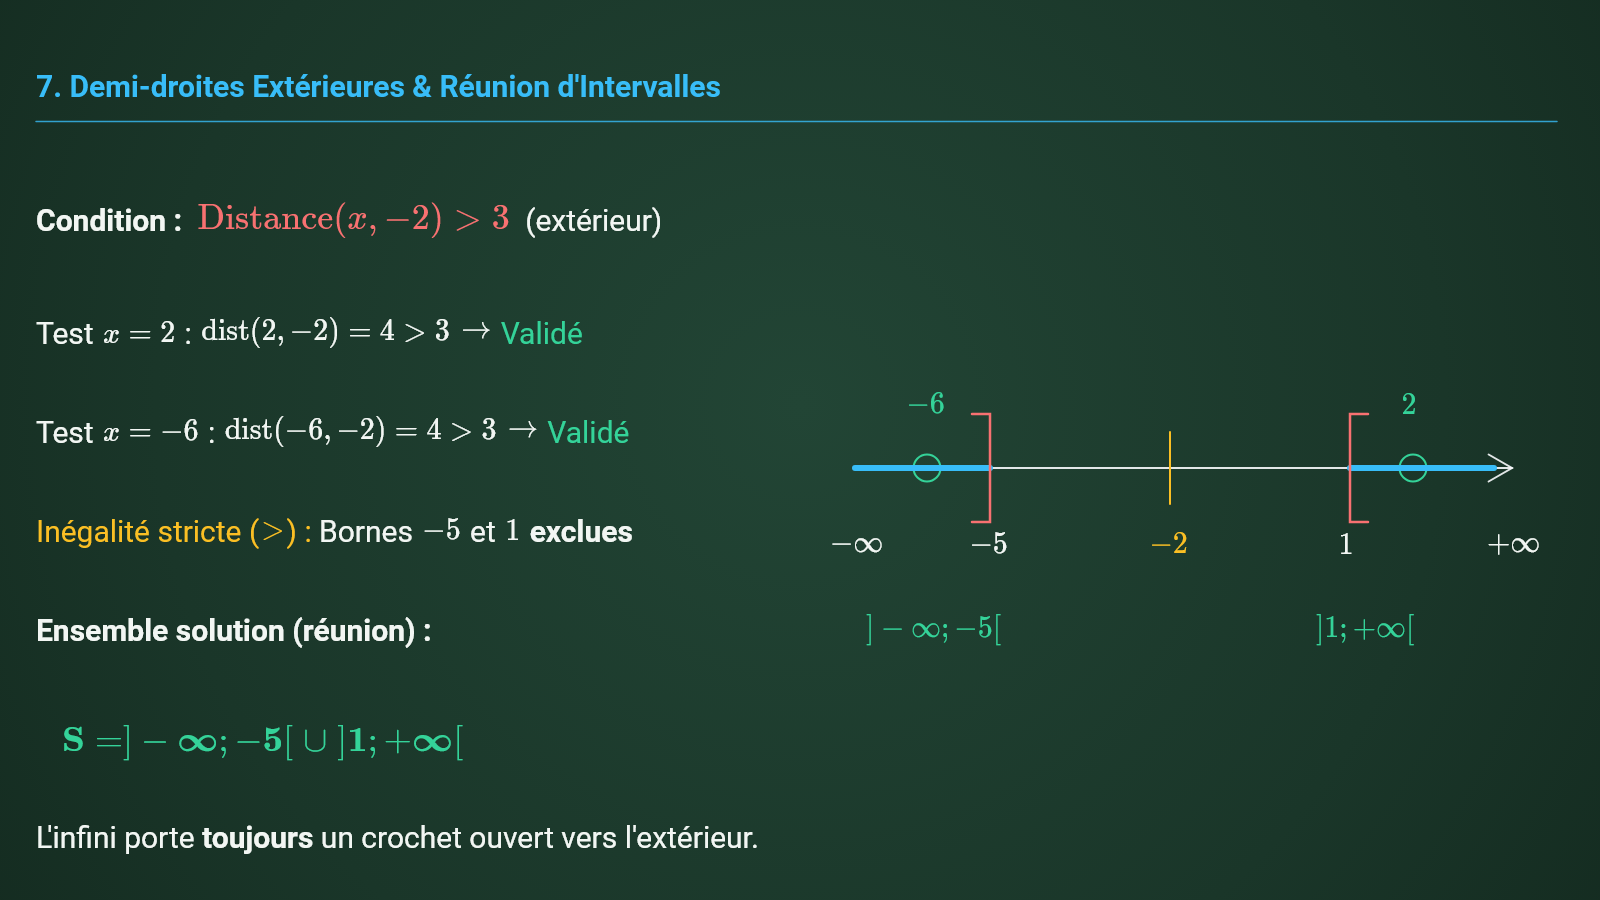 7. Demi-droites Extérieures & Réunion d'Intervalles
Condition : Distance(x, −2) > 3 (extérieur)
Test x = 2 : dist(2, −2) = 4 > 3 → Validé
Test x = −6 : dist(−6, −2) = 4 > 3 → Validé
Inégalité stricte (>) : Bornes −5 et 1 exclues
Ensemble solution (réunion) :
S =] − ∞; −5[ ∪ ]1; +∞[
L'infini porte toujours un crochet ouvert vers l'extérieur.
−6 2
−∞ −5 −2 1 +∞
] − ∞; −5[ ]1; +∞[